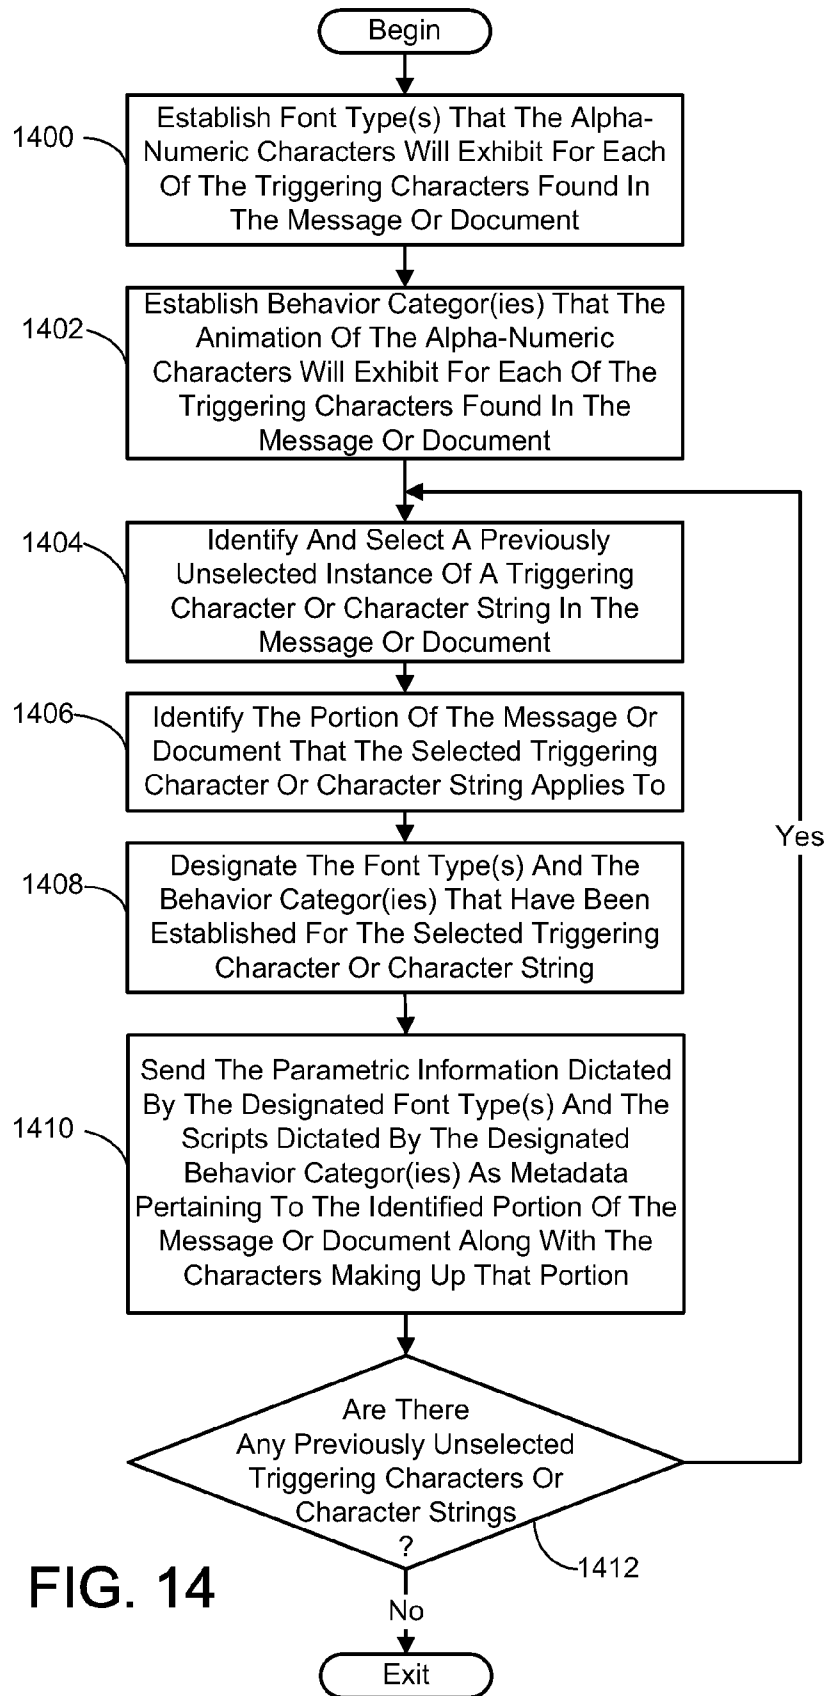 Begin
1400
Establish Font Type(s) That The Alpha-
Numeric Characters Will Exhibit For Each
Of The Triggering Characters Found In
The Message Or Document
1402
Establish Behavior Categor(ies) That The
Animation Of The Alpha-Numeric
Characters Will Exhibit For Each Of The
Triggering Characters Found In The
Message Or Document
1404
Identify And Select A Previously
Unselected Instance Of A Triggering
Character Or Character String In The
Message Or Document
1406
Identify The Portion Of The Message Or
Document That The Selected Triggering
Character Or Character String Applies To
Yes
1408
Designate The Font Type(s) And The
Behavior Categor(ies) That Have Been
Established For The Selected Triggering
Character Or Character String
1410
Send The Parametric Information Dictated
By The Designated Font Type(s) And The
Scripts Dictated By The Designated
Behavior Categor(ies) As Metadata
Pertaining To The Identified Portion Of The
Message Or Document Along With The
Characters Making Up That Portion
Are There
Any Previously Unselected
Triggering Characters Or
Character Strings
?
1412
FIG. 14
No
Exit